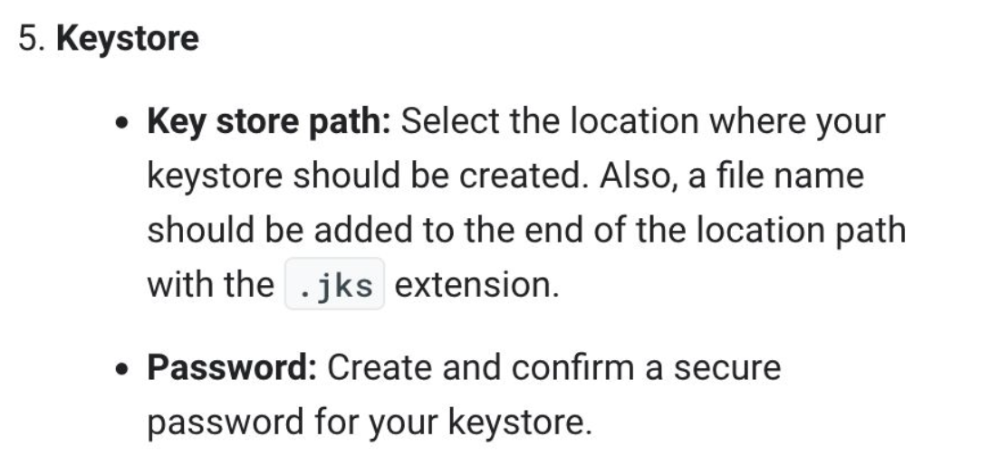 5. Keystore
• Key store path: Select the location where your
keystore should be created. Also, a file name
should be added to the end of the location path
with the .jks extension.
• Password: Create and confirm a secure
password for your keystore.